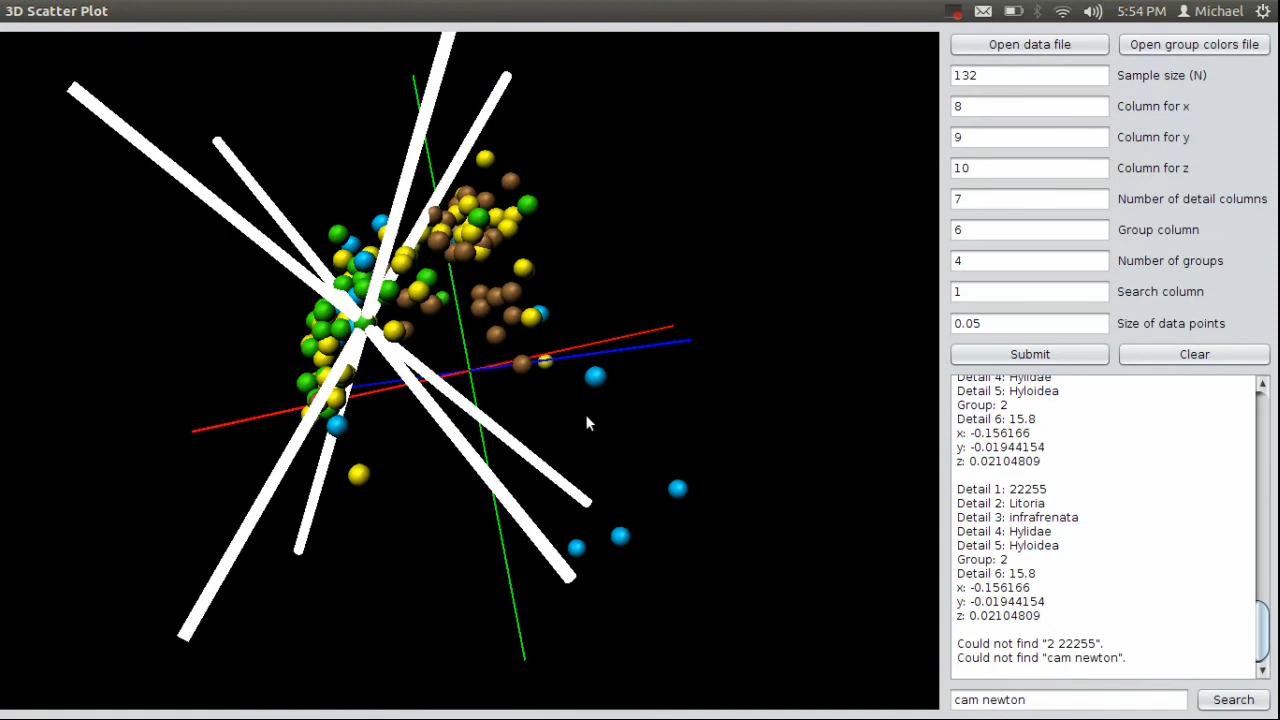 3D Scatter Plot
5:54 PM Michael
Open data file
Open group colors file
132 Sample size (N)
8 Column for x
9 Column for y
10 Column for z
7 Number of detail columns
6 Group column
4 Number of groups
1 Search column
0.05 Size of data points
Submit
Clear
Detail 4: Hylidae
Detail 5: Hyloidea
Group: 2
Detail 6: 15.8
x: -0.156166
y: -0.01944154
z: 0.02104809
Detail 1: 22255
Detail 2: Litoria
Detail 3: infrafrenata
Detail 4: Hylidae
Detail 5: Hyloidea
Group: 2
Detail 6: 15.8
x: -0.156166
y: -0.01944154
z: 0.02104809
Could not find "2 22255".
Could not find "cam newton".
cam newton
Search